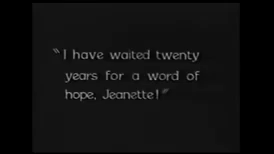 “I have waited twenty
years for a word of
hope, Jeanette!”